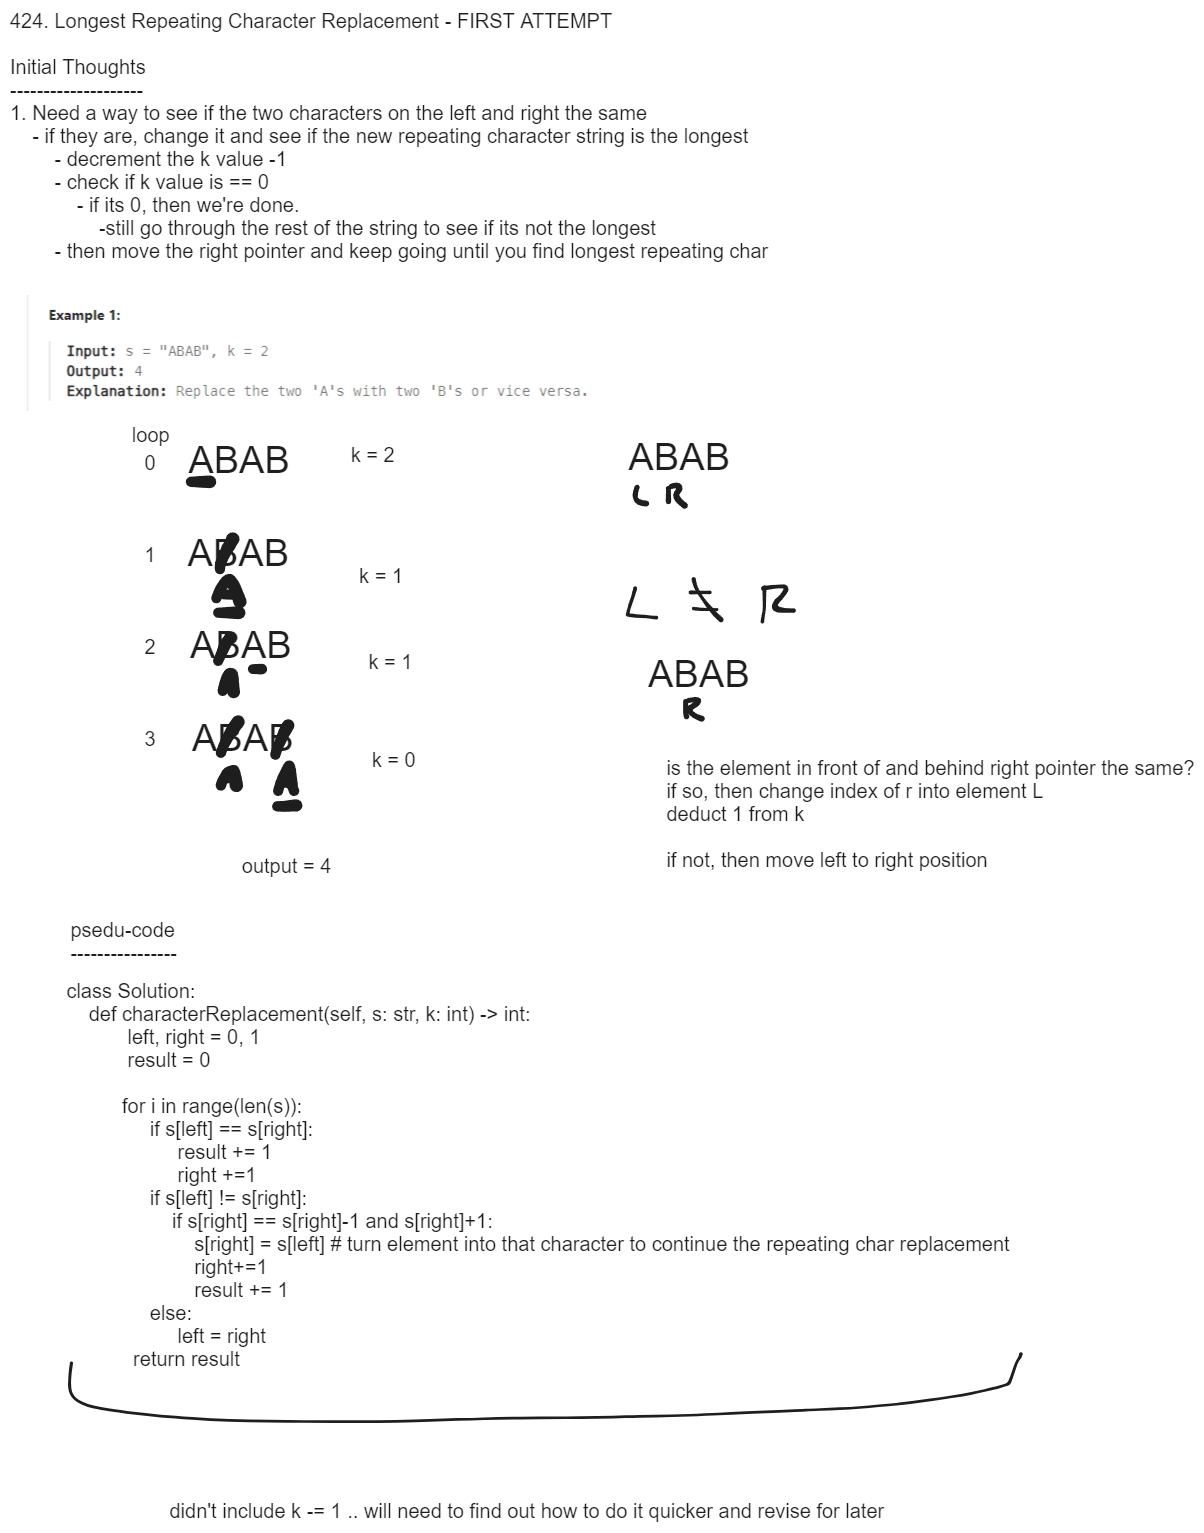 424. Longest Repeating Character Replacement - FIRST ATTEMPT
Initial Thoughts
--------------------
1. Need a way to see if the two characters on the left and right the same
- if they are, change it and see if the new repeating character string is the longest
- decrement the k value -1
- check if k value is == 0
- if its 0, then we're done.
-still go through the rest of the string to see if its not the longest
- then move the right pointer and keep going until you find longest repeating char
Example 1:
Input: s = "ABAB", k = 2
Output: 4
Explanation: Replace the two 'A's with two 'B's or vice versa.
loop
0 ABAB k = 2
1 ABAB k = 1
A
2 ABAB k = 1
A
3 ABAB k = 0
A A
output = 4
ABAB
L R
L ≠ R
ABAB
R
is the element in front of and behind right pointer the same?
if so, then change index of r into element L
deduct 1 from k
if not, then move left to right position
psedu-code
----------------
class Solution:
def characterReplacement(self, s: str, k: int) -> int:
left, right = 0, 1
result = 0
for i in range(len(s)):
if s[left] == s[right]:
result += 1
right +=1
if s[left] != s[right]:
if s[right] == s[right]-1 and s[right]+1:
s[right] = s[left] # turn element into that character to continue the repeating char replacement
right+=1
result += 1
else:
left = right
return result
didn't include k -= 1 .. will need to find out how to do it quicker and revise for later